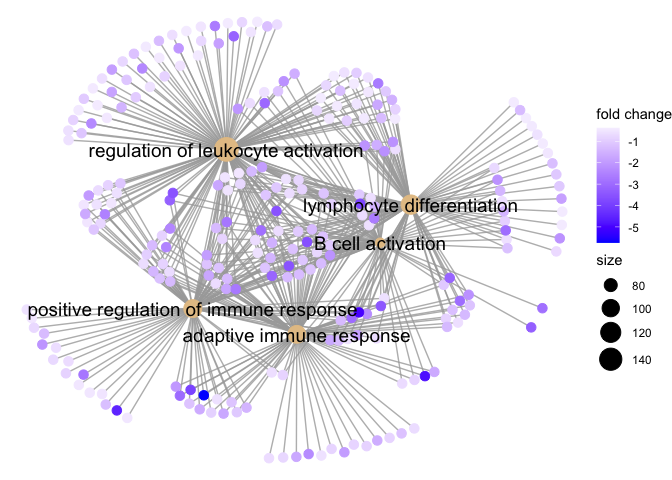 regulation of leukocyte activation
lymphocyte differentiation
B cell activation
positive regulation of immune response
adaptive immune response
fold change
-1
-2
-3
-4
-5
size
80
100
120
140